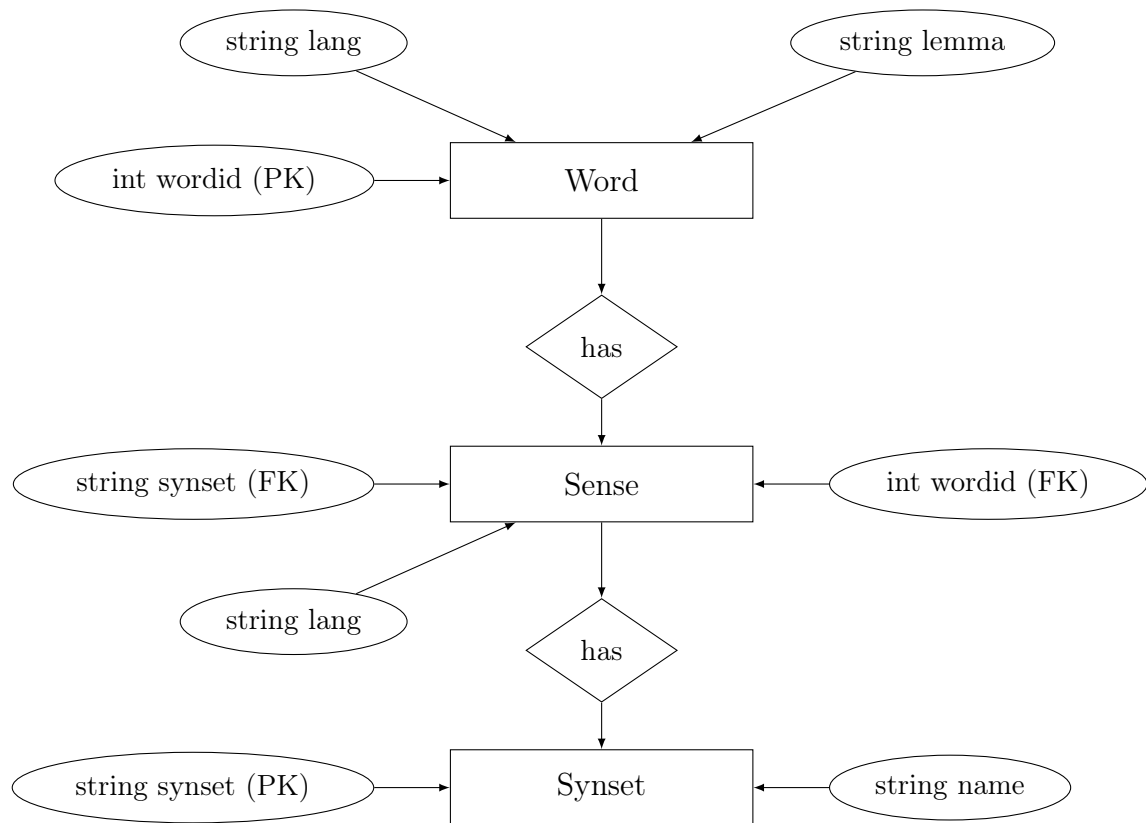 string lang
string lemma
int wordid (PK)
Word
has
string synset (FK)
Sense
int wordid (FK)
string lang
has
string synset (PK)
Synset
string name